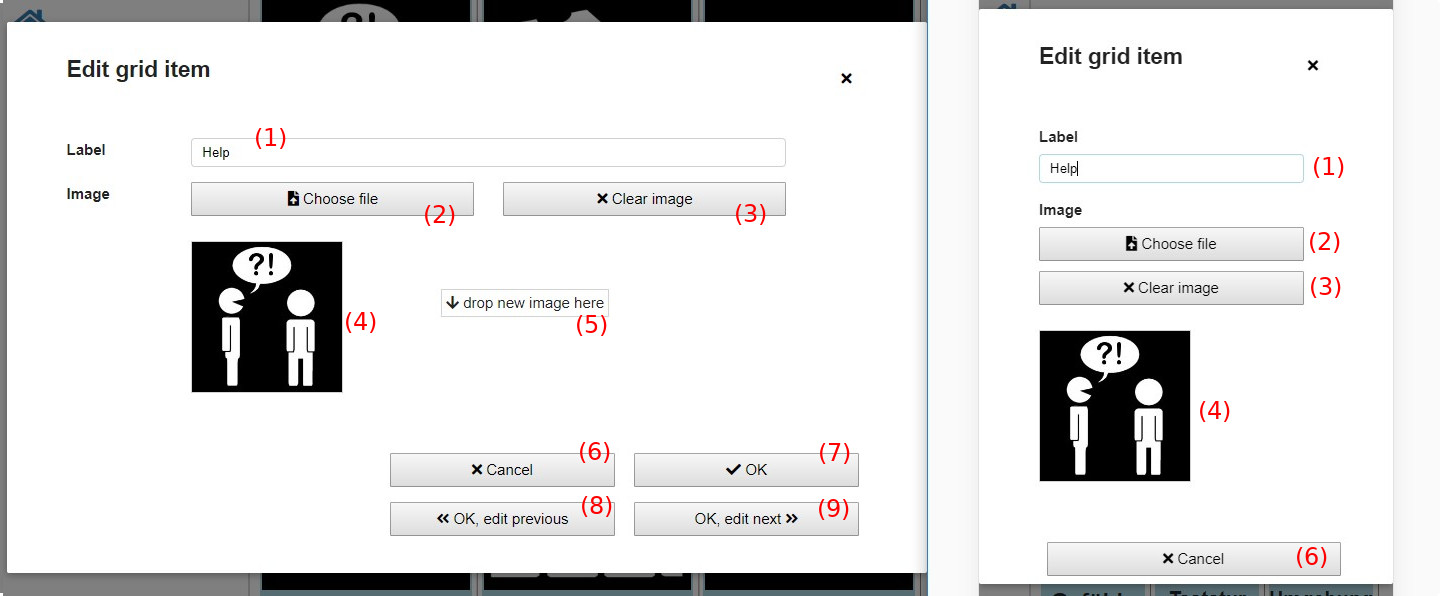 ?!
Edit grid item
Label
(1)
Help
Image
Choose file
(2)
Clear image
(3)
?!
(4)
drop new image here
(5)
(6)
Cancel
(7)
OK
(8)
OK, edit previous
(9)
OK, edit next
Edit grid item
Label
Help
(1)
Image
Choose file
(2)
Clear image
(3)
?!
(4)
Cancel
(6)